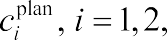 c_i^plan, i = 1, 2,